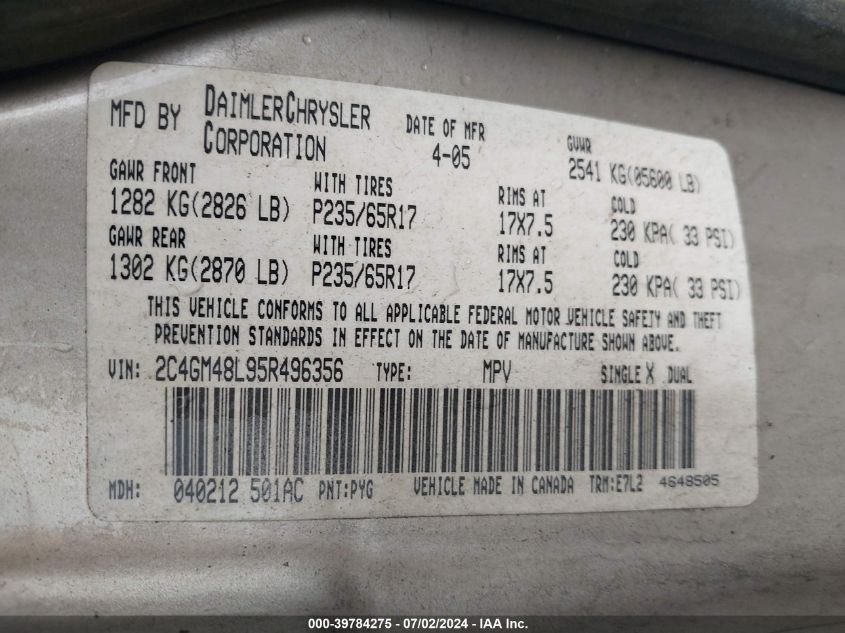 MFD BY DAIMLERCHRYSLER CORPORATION
DATE OF MFR 4-05
GVWR 2541 KG(05600 LB)
GAWR FRONT WITH TIRES RIMS AT COLD
1282 KG(2826 LB) P235/65R17 17X7.5 230 KPA( 33 PSI)
GAWR REAR WITH TIRES RIMS AT COLD
1302 KG(2870 LB) P235/65R17 17X7.5 230 KPA( 33 PSI)
THIS VEHICLE CONFORMS TO ALL APPLICABLE FEDERAL MOTOR VEHICLE SAFETY AND THEFT
PREVENTION STANDARDS IN EFFECT ON THE DATE OF MANUFACTURE SHOWN ABOVE.
VIN: 2C4GM48L95R496356 TYPE: MPV SINGLE X DUAL
MDH: 040212 501AC PNT:PYG VEHICLE MADE IN CANADA TRM:E7L2 4648505
000-39784275 - 07/02/2024 - IAA Inc.